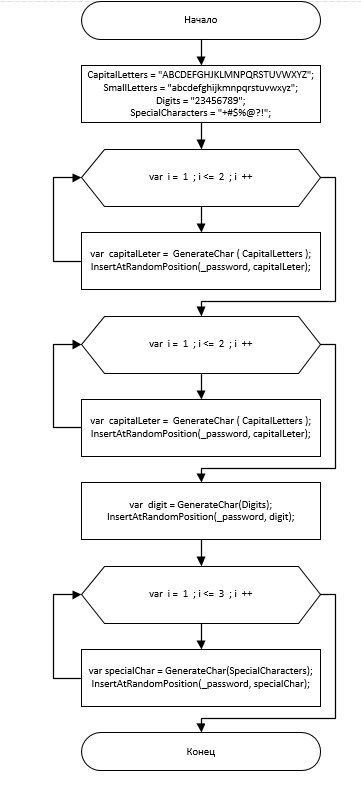 Начало
CapitalLetters = "ABCDEFGHJKLMNPQRSTUVWXYZ";
SmallLetters = "abcdefghijkmnpqrstuvwxyz";
Digits = "23456789";
SpecialCharacters = "+#$%@?!";
var i = 1 ; i <= 2 ; i ++
var capitalLeter = GenerateChar ( CapitalLetters );
InsertAtRandomPosition(_password, capitalLeter);
var i = 1 ; i <= 2 ; i ++
var capitalLeter = GenerateChar ( CapitalLetters );
InsertAtRandomPosition(_password, capitalLeter);
var digit = GenerateChar(Digits);
InsertAtRandomPosition(_password, digit);
var i = 1 ; i <= 3 ; i ++
var specialChar = GenerateChar(SpecialCharacters);
InsertAtRandomPosition(_password, specialChar);
Конец